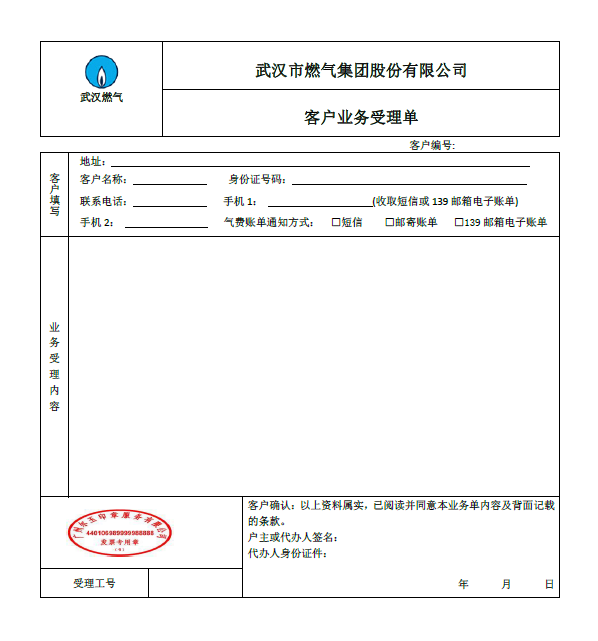 武汉燃气
武汉市燃气集团股份有限公司
客户业务受理单
客户编号:
客户填写
地址:
客户名称: 身份证号码:
联系电话: 手机1: (收取短信或139邮箱电子账单)
手机2: 气费账单通知方式: □短信 □邮寄账单 □139邮箱电子账单
业务受理内容
广州市玉印章服务有限公司
440106989999988888
发票专用章
客户确认：以上资料属实，已阅读并同意本业务单内容及背面记载
的条款。
户主或代办人签名：
代办人身份证件：
受理工号
年 月 日